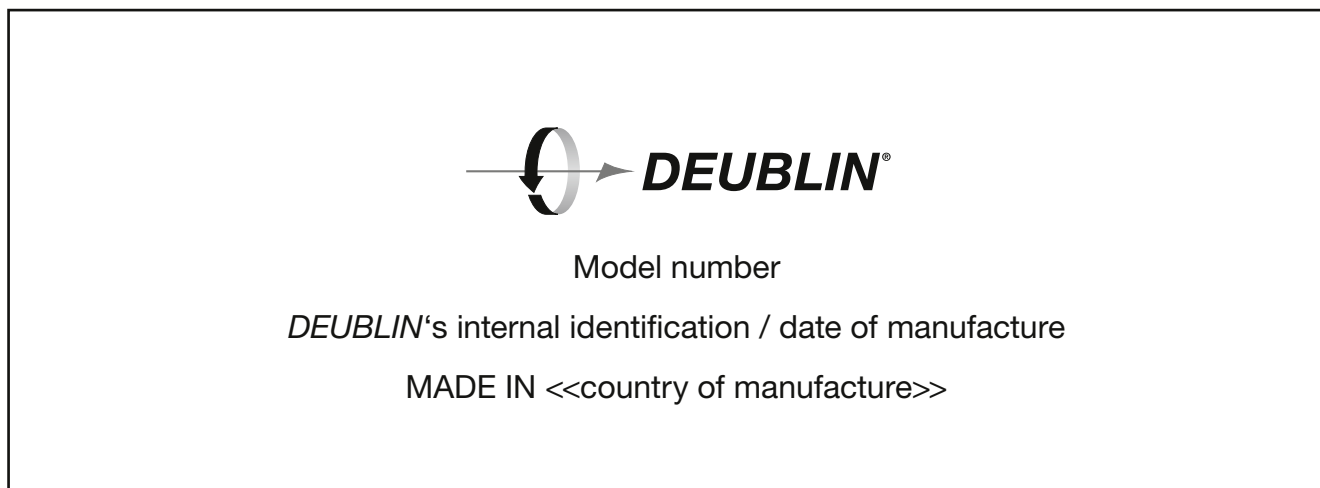 DEUBLIN®
Model number
DEUBLIN‘s internal identification / date of manufacture
MADE IN <<country of manufacture>>